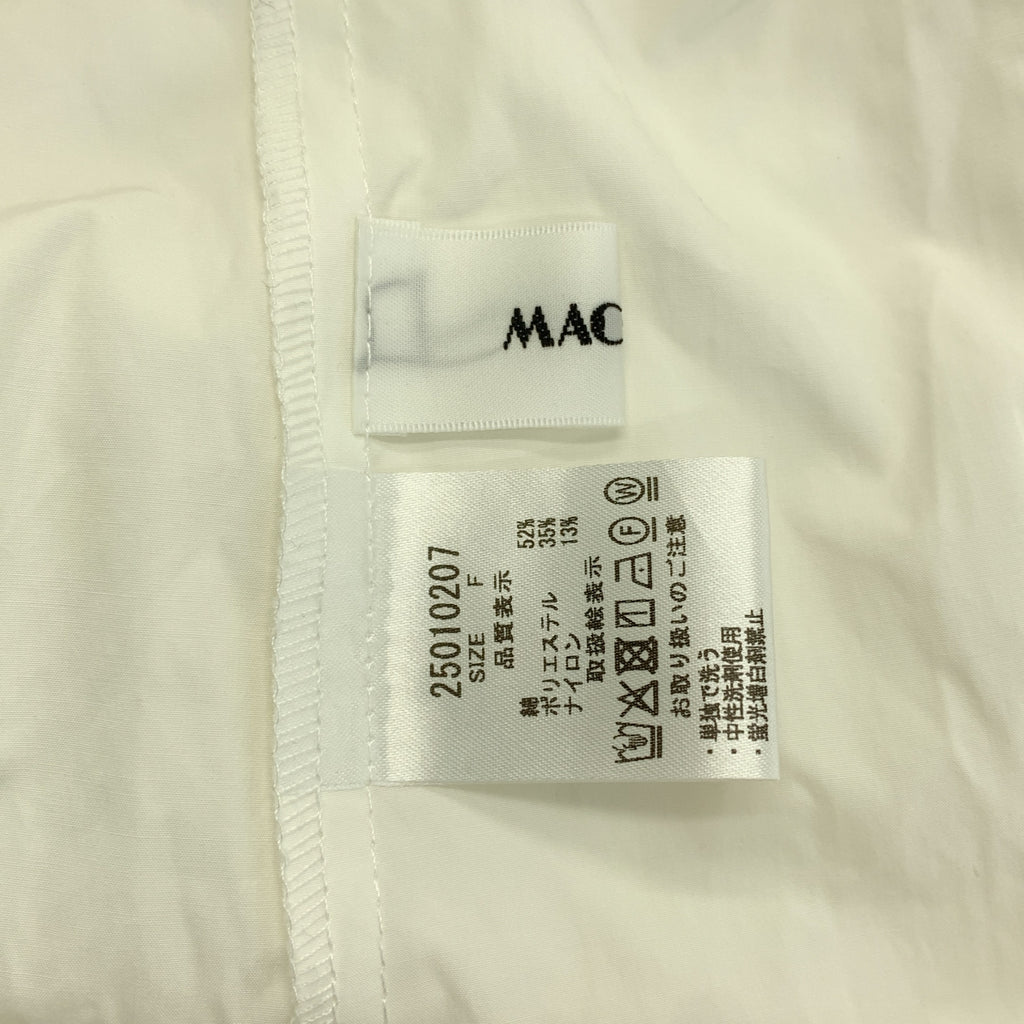 MAC
25010207
SIZE F
品質表示
綿 52%
ポリエステル 35%
ナイロン 13%
取扱絵表示
F W
お取り扱いのご注意
・単独で洗う
・中性洗剤使用
・蛍光増白剤禁止